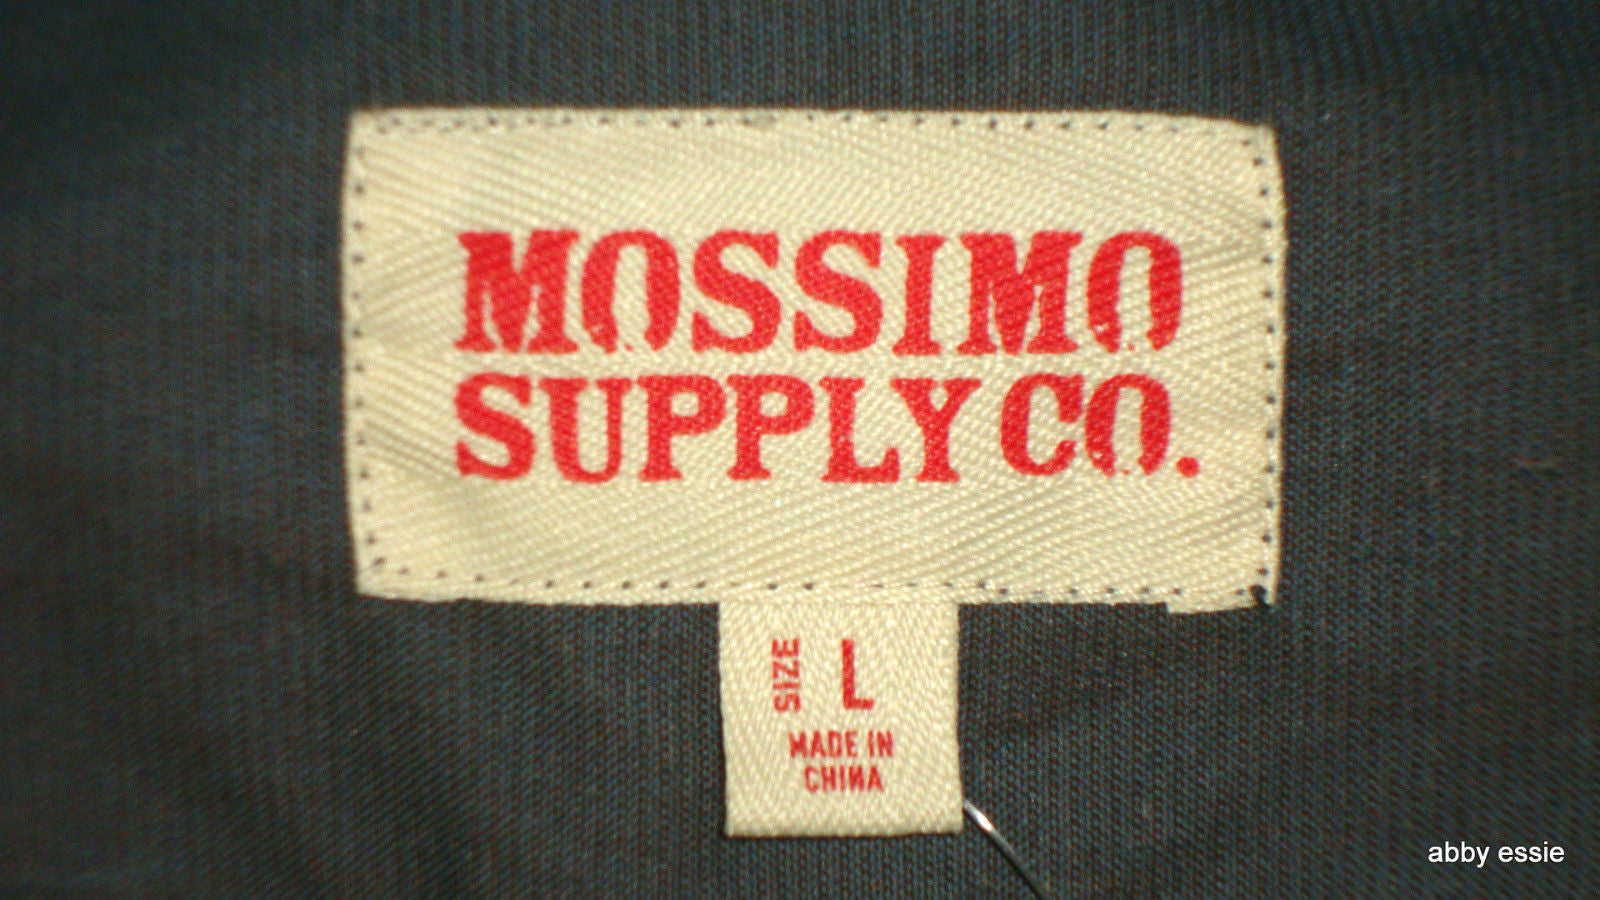 MOSSIMO
SUPPLY CO.
SIZE L
MADE IN
CHINA
abby essie